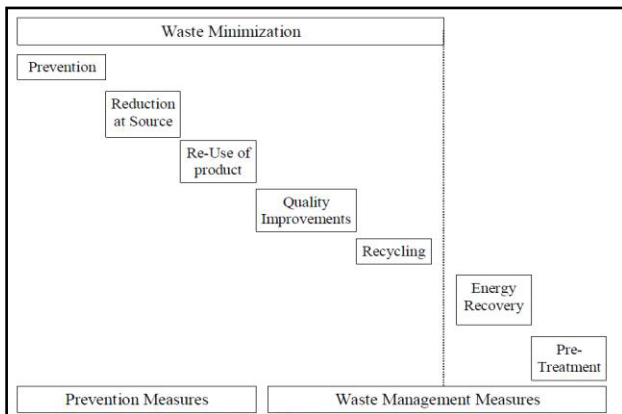 Waste Minimization
Prevention
Reduction
at Source
Re-Use of
product
Quality
Improvements
Recycling
Energy
Recovery
Pre-
Treatment
Prevention Measures
Waste Management Measures